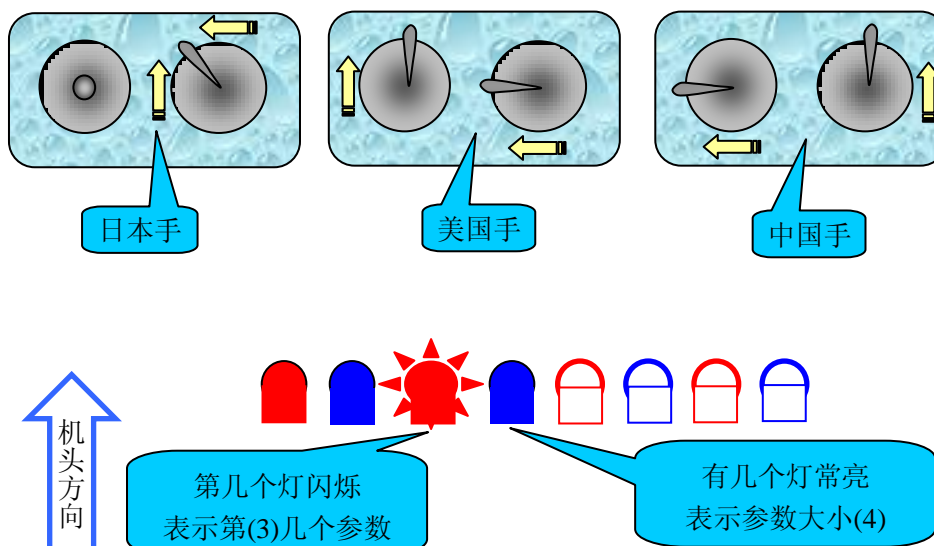 日本手
美国手
中国手
机头方向
第几个灯闪烁
表示第(3)几个参数
有几个灯常亮
表示参数大小(4)